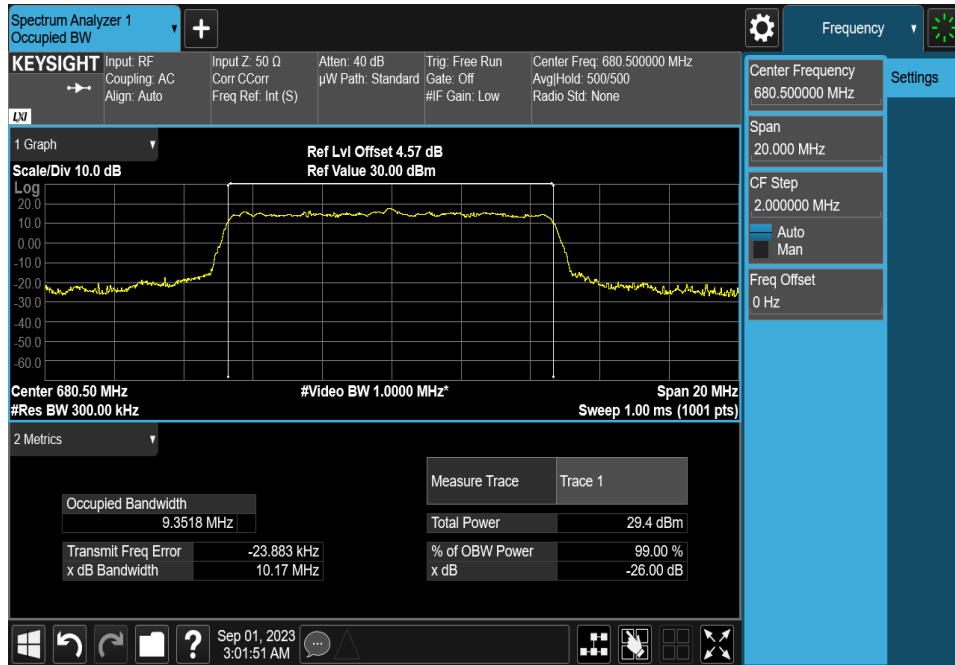 Spectrum Analyzer 1
Occupied BW
+
Frequency
KEYSIGHT
LXI
Input: RF
Coupling: AC
Align: Auto
Input Z: 50 Ω
Corr CCorr
Freq Ref: Int (S)
Atten: 40 dB
µW Path: Standard
Trig: Free Run
Gate: Off
#IF Gain: Low
Center Freq: 680.500000 MHz
Avg|Hold: 500/500
Radio Std: None
Center Frequency
680.500000 MHz
Settings
Span
20.000 MHz
CF Step
2.000000 MHz
Auto
Man
Freq Offset
0 Hz
1 Graph
Scale/Div 10.0 dB
Ref Lvl Offset 4.57 dB
Ref Value 30.00 dBm
Log
20.0
10.0
0.00
-10.0
-20.0
-30.0
-40.0
-50.0
-60.0
Center 680.50 MHz
#Video BW 1.0000 MHz*
Span 20 MHz
#Res BW 300.00 kHz
Sweep 1.00 ms (1001 pts)
2 Metrics
Measure Trace
Trace 1
Occupied Bandwidth
9.3518 MHz
Total Power
29.4 dBm
Transmit Freq Error
-23.883 kHz
% of OBW Power
99.00 %
x dB Bandwidth
10.17 MHz
x dB
-26.00 dB
?
Sep 01, 2023
3:01:51 AM